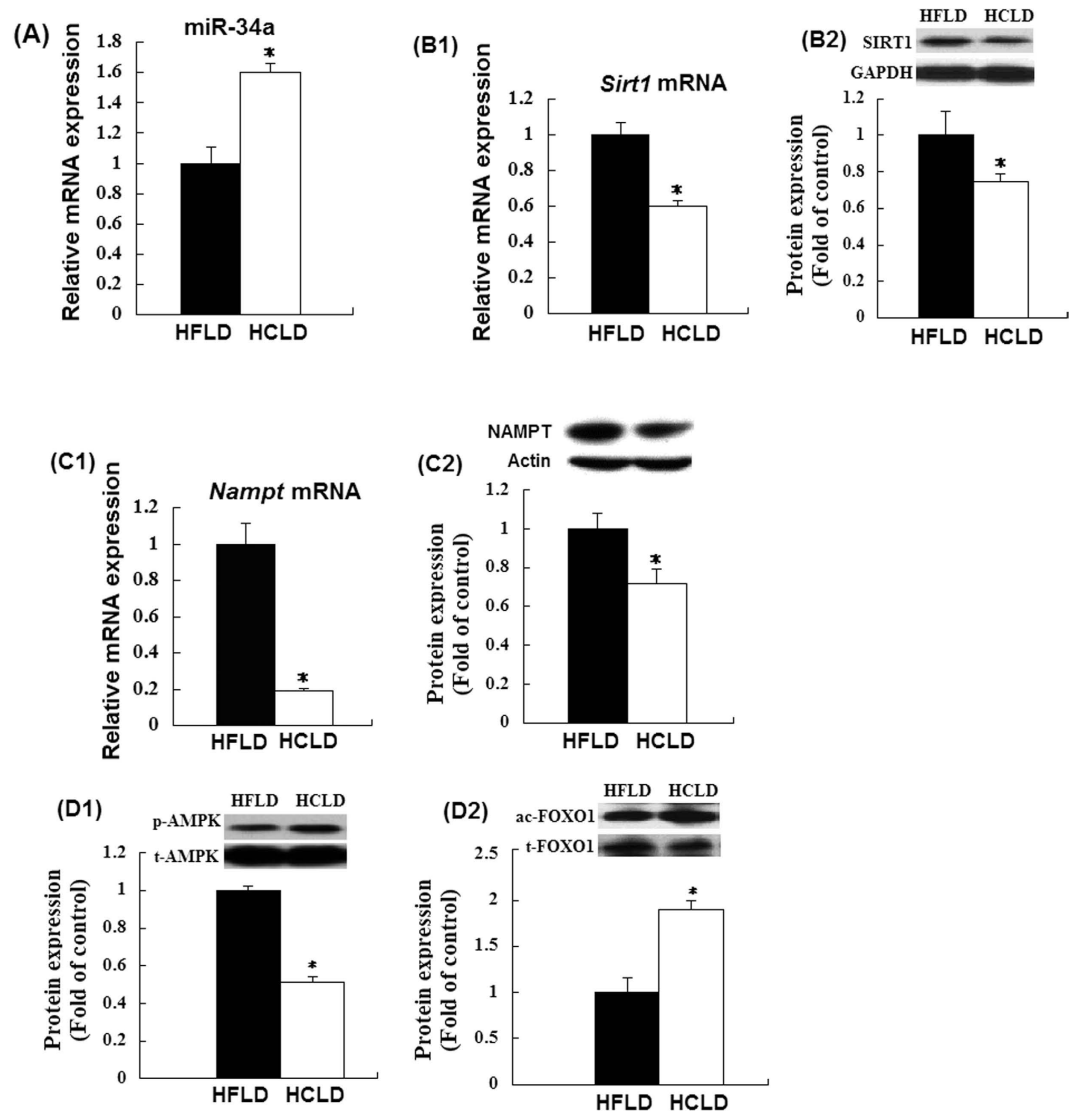 (A)
miR-34a
Relative mRNA expression
1.8
1.6
1.4
1.2
1
0.8
0.6
0.4
0.2
0
*
HFLD HCLD
(B1)
Sirt1 mRNA
Relative mRNA expression
1.2
1
0.8
0.6
0.4
0.2
0
*
HFLD HCLD
(B2)
HFLD HCLD
SIRT1
GAPDH
Protein expression
(Fold of control)
1.2
1
0.8
0.6
0.4
0.2
0
*
HFLD HCLD
(C1)
Nampt mRNA
Relative mRNA expression
1.2
1
0.8
0.6
0.4
0.2
0
*
HFLD HCLD
(C2)
NAMPT
Actin
Protein expression
(Fold of control)
1.2
1
0.8
0.6
0.4
0.2
0
*
HFLD HCLD
(D1)
HFLD HCLD
p-AMPK
t-AMPK
Protein expression
(Fold of control)
1.2
1
0.8
0.6
0.4
0.2
0
*
HFLD HCLD
(D2)
HFLD HCLD
ac-FOXO1
t-FOXO1
Protein expression
(Fold of control)
2.5
2
1.5
1
0.5
0
*
HFLD HCLD